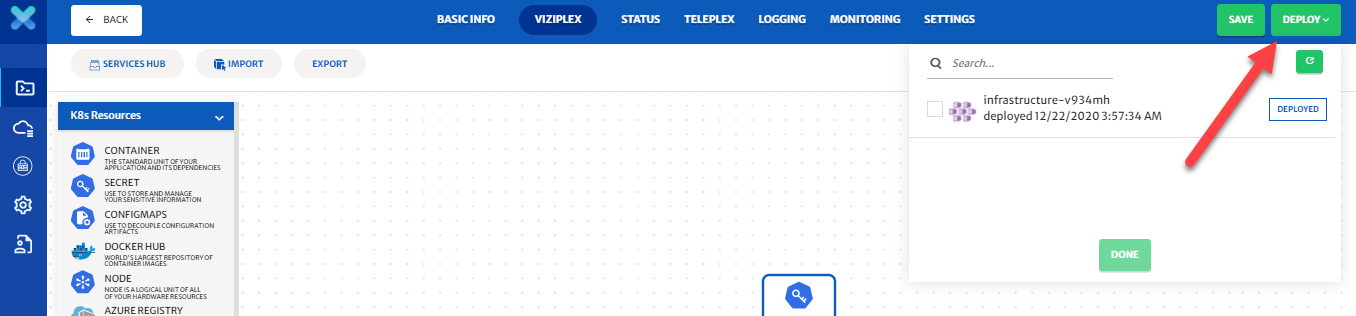 BACK
BASIC INFO
VIZIPLEX
STATUS
TELEPLEX
LOGGING
MONITORING
SETTINGS
SAVE
DEPLOY
SERVICES HUB
IMPORT
EXPORT
Search...
infrastructure-v934mh
deployed 12/22/2020 3:57:34 AM
DEPLOYED
DONE
K8s Resources
CONTAINER
THE STANDARD UNIT OF YOUR
APPLICATION AND ITS DEPENDENCIES
SECRET
USE TO STORE AND MANAGE
YOUR SENSITIVE INFORMATION
CONFIGMAPS
USE TO DECOUPLE CONFIGURATION
ARTIFACTS
DOCKER HUB
WORLD'S LARGEST REPOSITORY OF
CONTAINER IMAGES
NODE
NODE IS A LOGICAL UNIT OF ALL
OF YOUR HARDWARE RESOURCES
AZURE REGISTRY